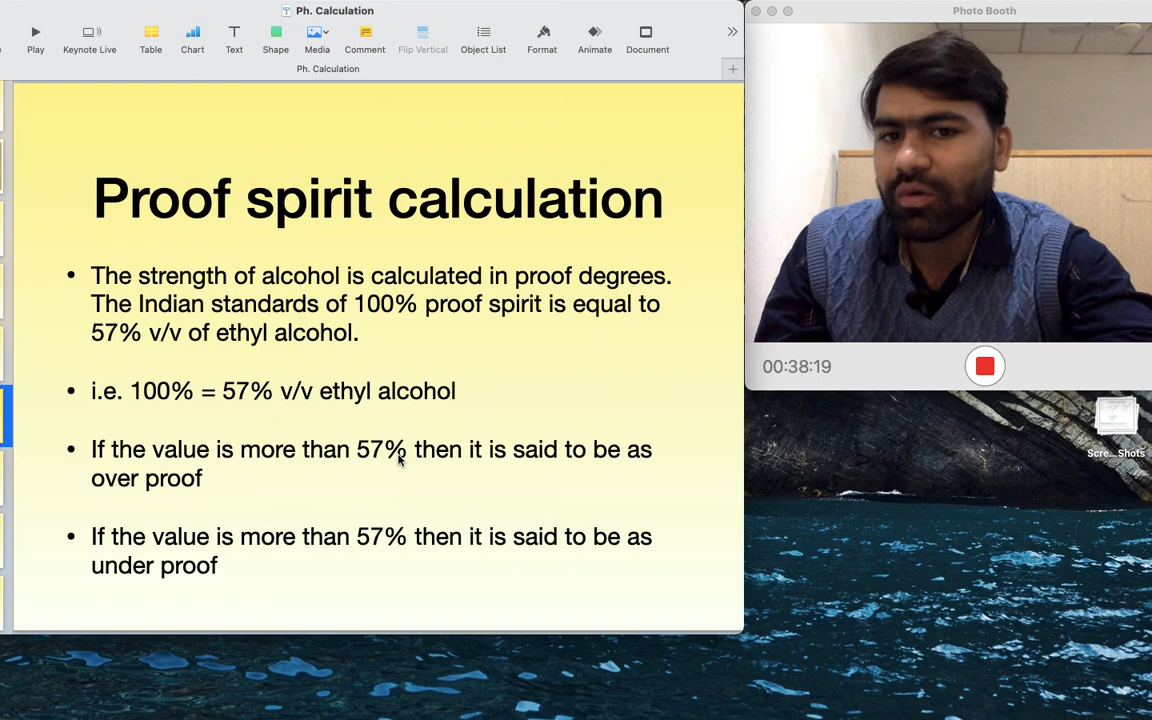 Ph. Calculation
Play
Keynote Live
Table
Chart
Text
Shape
Media
Comment
Flip Vertical
Object List
Format
Animate
Document
Ph. Calculation
Proof spirit calculation
• The strength of alcohol is calculated in proof degrees.
The Indian standards of 100% proof spirit is equal to
57% v/v of ethyl alcohol.
• i.e. 100% = 57% v/v ethyl alcohol
• If the value is more than 57% then it is said to be as
over proof
• If the value is more than 57% then it is said to be as
under proof
Photo Booth
00:38:19
Scre...Shots